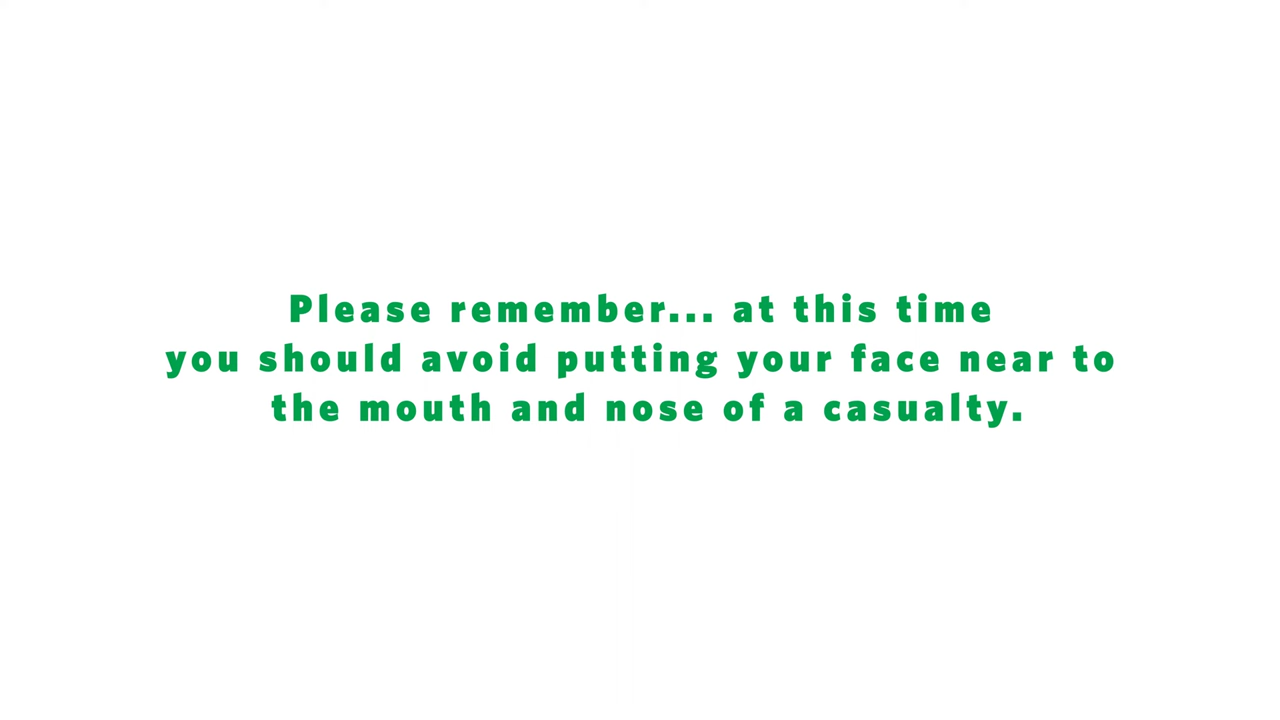 Please remember... at this time
you should avoid putting your face near to
the mouth and nose of a casualty.